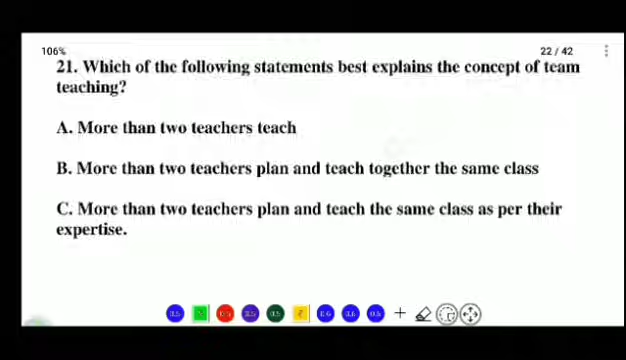 106%
22 / 42
21. Which of the following statements best explains the concept of team
teaching?
A. More than two teachers teach
B. More than two teachers plan and teach together the same class
C. More than two teachers plan and teach the same class as per their
expertise.